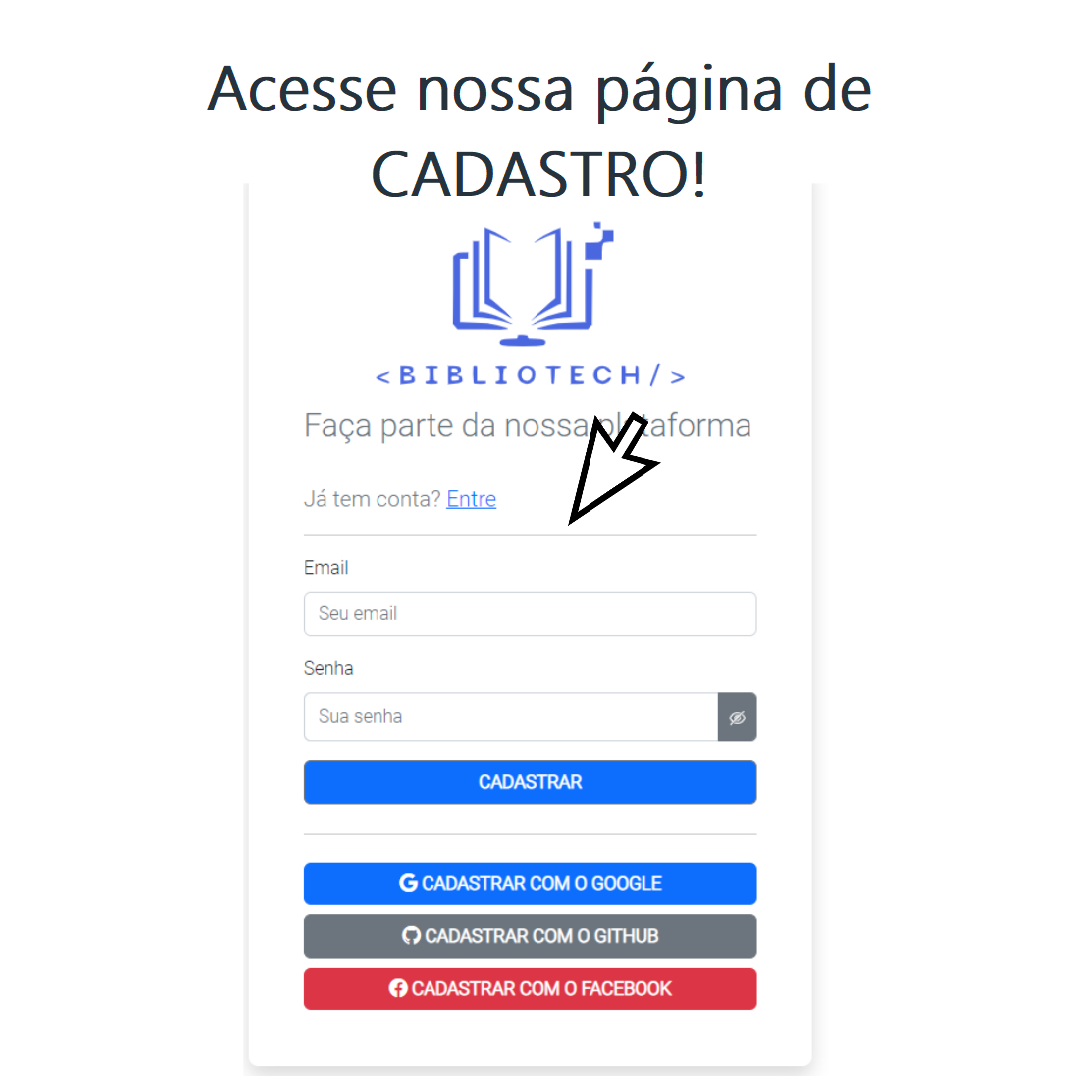 Acesse nossa página de
CADASTRO!
<BIBLIOTECH/>
Faça parte da nossa plataforma
Já tem conta? Entre
Email
Seu email
Senha
Sua senha
CADASTRAR
CADASTRAR COM O GOOGLE
CADASTRAR COM O GITHUB
CADASTRAR COM O FACEBOOK